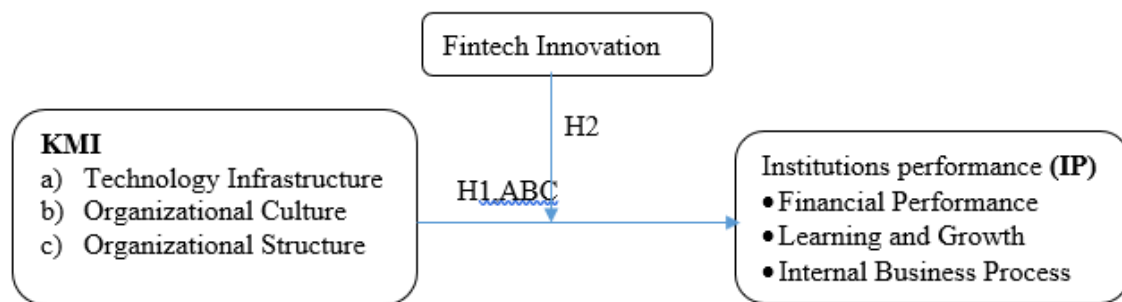 Fintech Innovation
H2
KMI
a) Technology Infrastructure
b) Organizational Culture
c) Organizational Structure
H1.ABC
Institutions performance (IP)
•Financial Performance
•Learning and Growth
•Internal Business Process